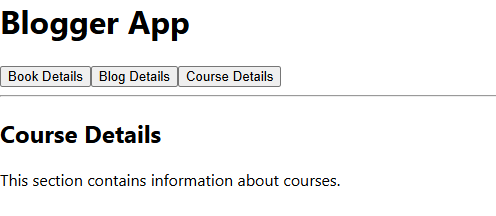 Blogger App
Book Details Blog Details Course Details
Course Details
This section contains information about courses.